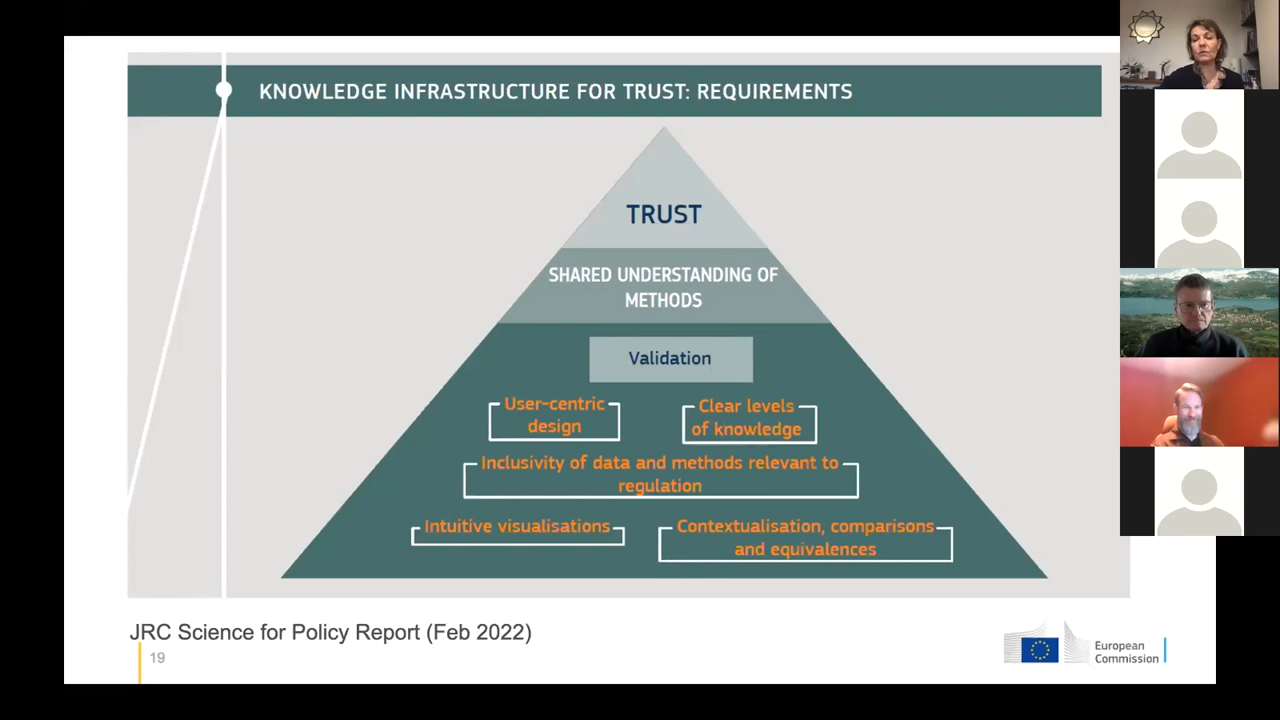 KNOWLEDGE INFRASTRUCTURE FOR TRUST: REQUIREMENTS
TRUST
SHARED UNDERSTANDING OF
METHODS
Validation
User-centric
design
Clear levels
of knowledge
Inclusivity of data and methods relevant to
regulation
Intuitive visualisations
Contextualisation, comparisons
and equivalences
JRC Science for Policy Report (Feb 2022)
19
European
Commission